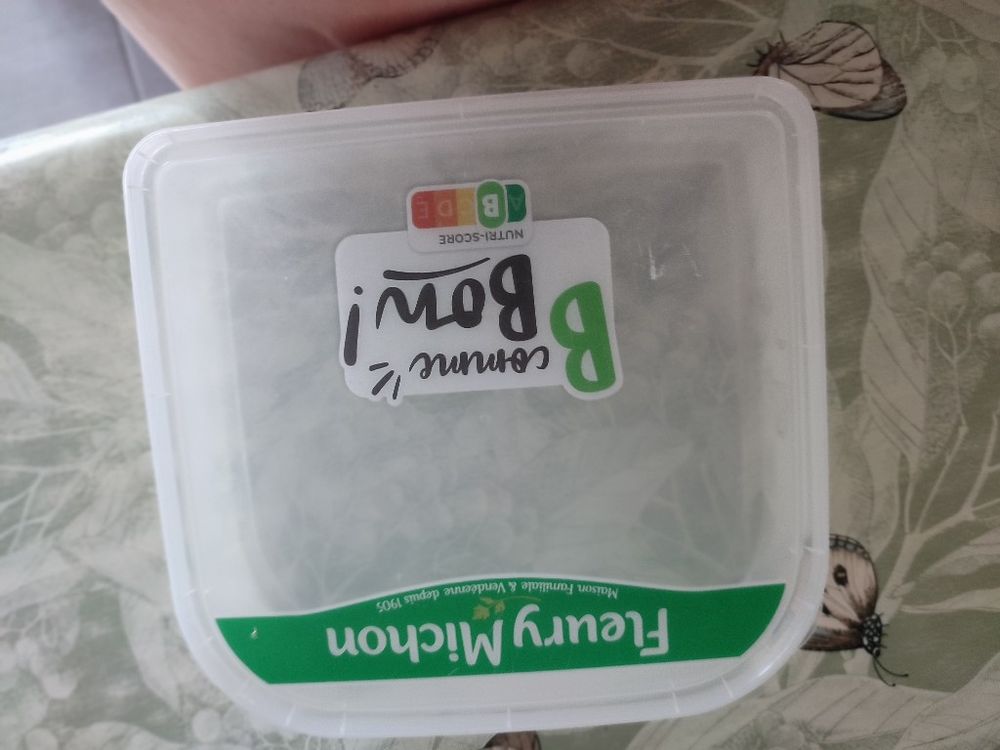 Fleury Michon
Maison Familiale & Vendéenne depuis 1905
B comme
Bon!
NUTRI-SCORE
A B C D E